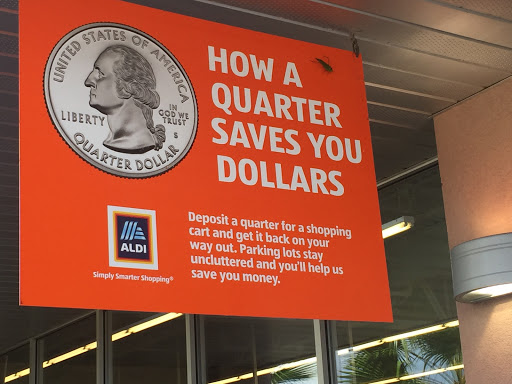 UNITED STATES OF AMERICA
LIBERTY
IN
GOD WE
TRUST
S
QUARTER DOLLAR
HOW A
QUARTER
SAVES YOU
DOLLARS
ALDI
Simply Smarter Shopping®
Deposit a quarter for a shopping
cart and get it back on your
way out. Parking lots stay
uncluttered and you'll help us
save you money.